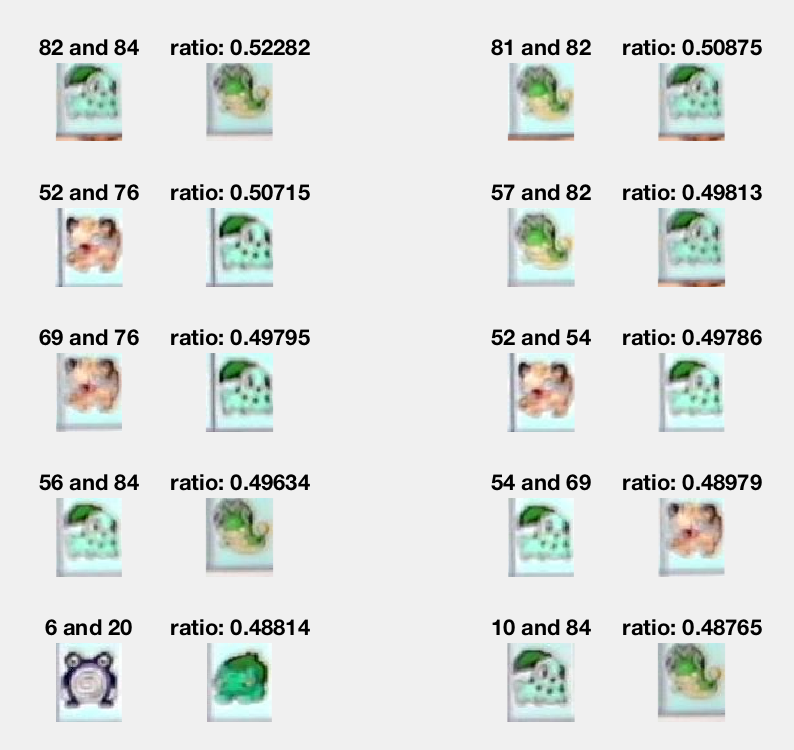 82 and 84 ratio: 0.52282 81 and 82 ratio: 0.50875
52 and 76 ratio: 0.50715 57 and 82 ratio: 0.49813
69 and 76 ratio: 0.49795 52 and 54 ratio: 0.49786
56 and 84 ratio: 0.49634 54 and 69 ratio: 0.48979
6 and 20 ratio: 0.48814 10 and 84 ratio: 0.48765